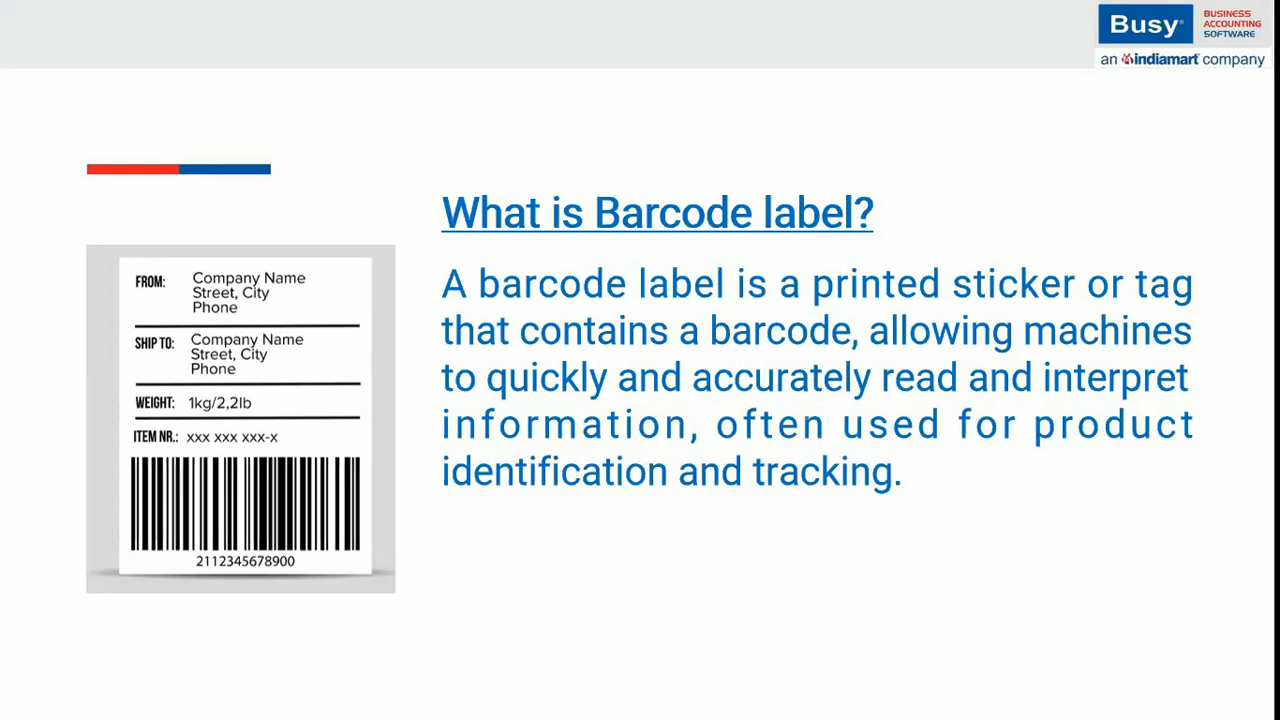 Busy® BUSINESS
ACCOUNTING
SOFTWARE
an indiamart company
What is Barcode label?
A barcode label is a printed sticker or tag
that contains a barcode, allowing machines
to quickly and accurately read and interpret
information, often used for product
identification and tracking.
FROM: Company Name
Street, City
Phone
SHIP TO: Company Name
Street, City
Phone
WEIGHT: 1kg/2,2lb
ITEM NR.: xxx xxx xxx-x
2112345678900